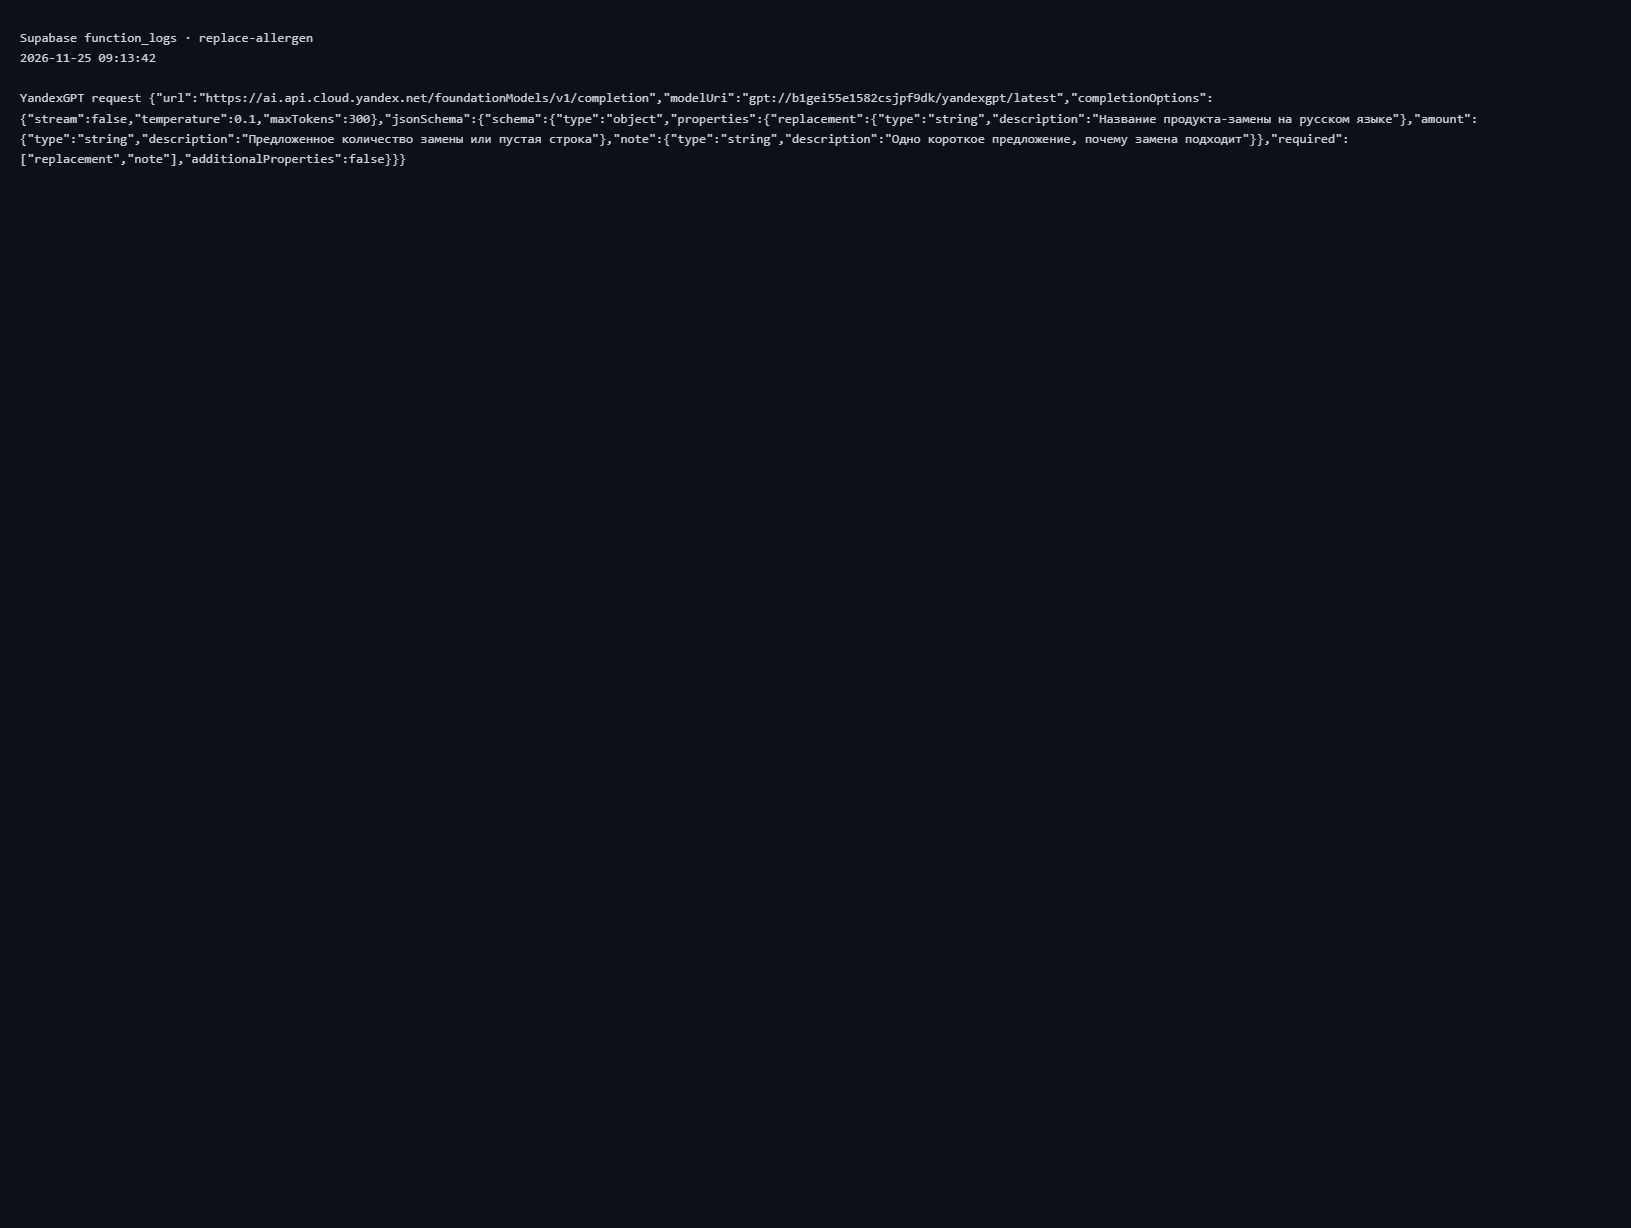 Supabase function_logs · replace-allergen
2026-11-25 09:13:42
YandexGPT request {"url":"https://ai.api.cloud.yandex.net/foundationModels/v1/completion","modelUri":"gpt://b1gei55e1582csjpf9dk/yandexgpt/latest","completionOptions":
{"stream":false,"temperature":0.1,"maxTokens":300},"jsonSchema":{"schema":{"type":"object","properties":{"replacement":{"type":"string","description":"Название продукта-замены на русском языке"},"amount":
{"type":"string","description":"Предложенное количество замены или пустая строка"},"note":{"type":"string","description":"Одно короткое предложение, почему замена подходит"}},"required":
["replacement","note"],"additionalProperties":false}}}